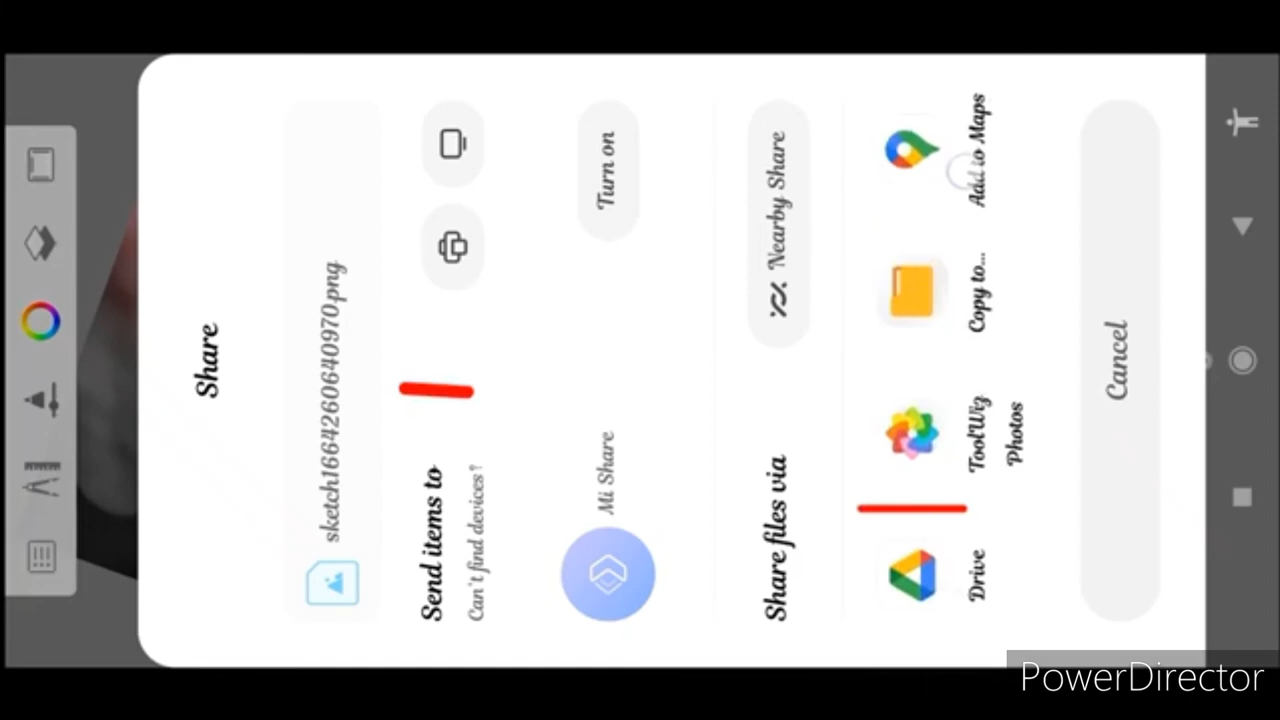 Share
sketch1664260640970.png
Send items to
Can't find devices?
Mi Share
Turn on
Share files via
Nearby Share
Drive
ToolWiz
Photos
Copy to...
Add to Maps
Cancel
PowerDirector